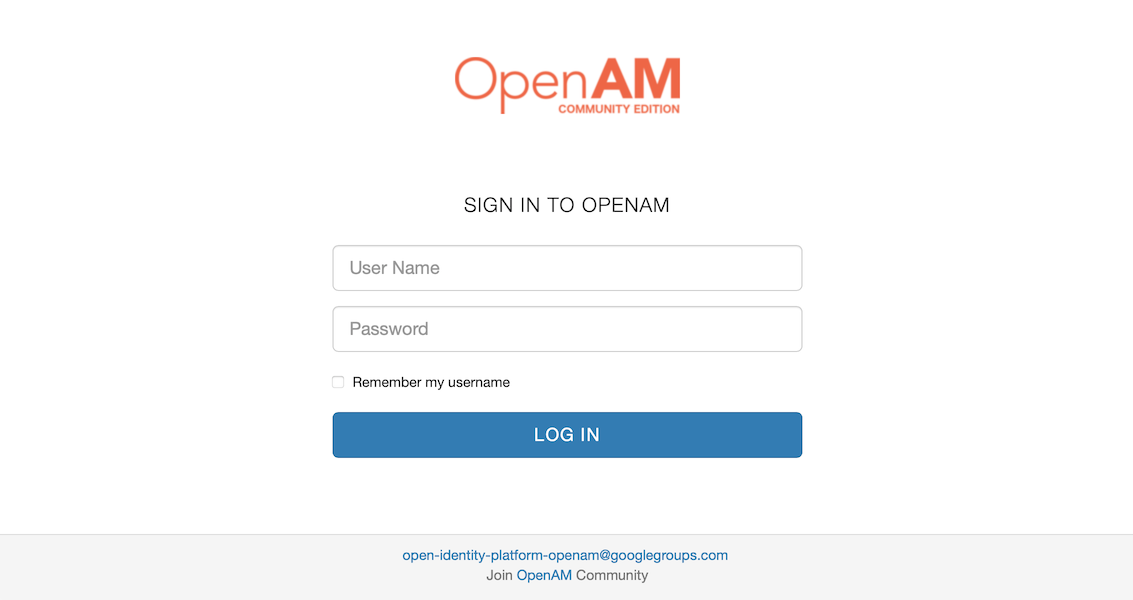 OpenAM
COMMUNITY EDITION
SIGN IN TO OPENAM
User Name
Password
Remember my username
LOG IN
open-identity-platform-openam@googlegroups.com
Join OpenAM Community